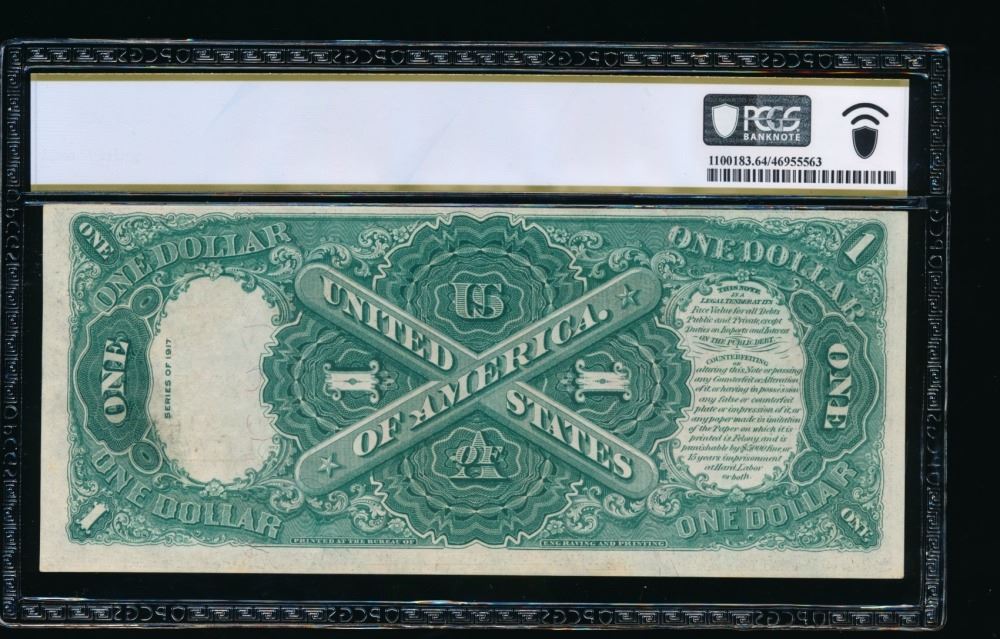 PCGS
BANKNOTE
1100183.64/46955563
ONE
ONE DOLLAR
ONE DOLLAR
1
UNITED
STATES
OF AMERICA.
US
1
1
OF A
ONE
SERIES OF 1917
THIS NOTE
IS A
LEGAL TENDER AT ITS
Face Value for all Debts
Public and Private, except
Duties on Imports and Interest
ON THE PUBLIC DEBT
COUNTERFEITING
or
altering this Note or passing
any Counterfeit or Alteration
of it, or having in possession
any false or counterfeit
plate or impression of it, or
any paper made in imitation
of the Paper on which it is
printed is Felony, and is
punishable by $5000 fine, or
15 years imprisonment
at Hard Labor
or both.
ONE
1
ONE DOLLAR
ONE DOLLAR
ONE
PRINTED AT THE BUREAU OF
ENGRAVING AND PRINTING